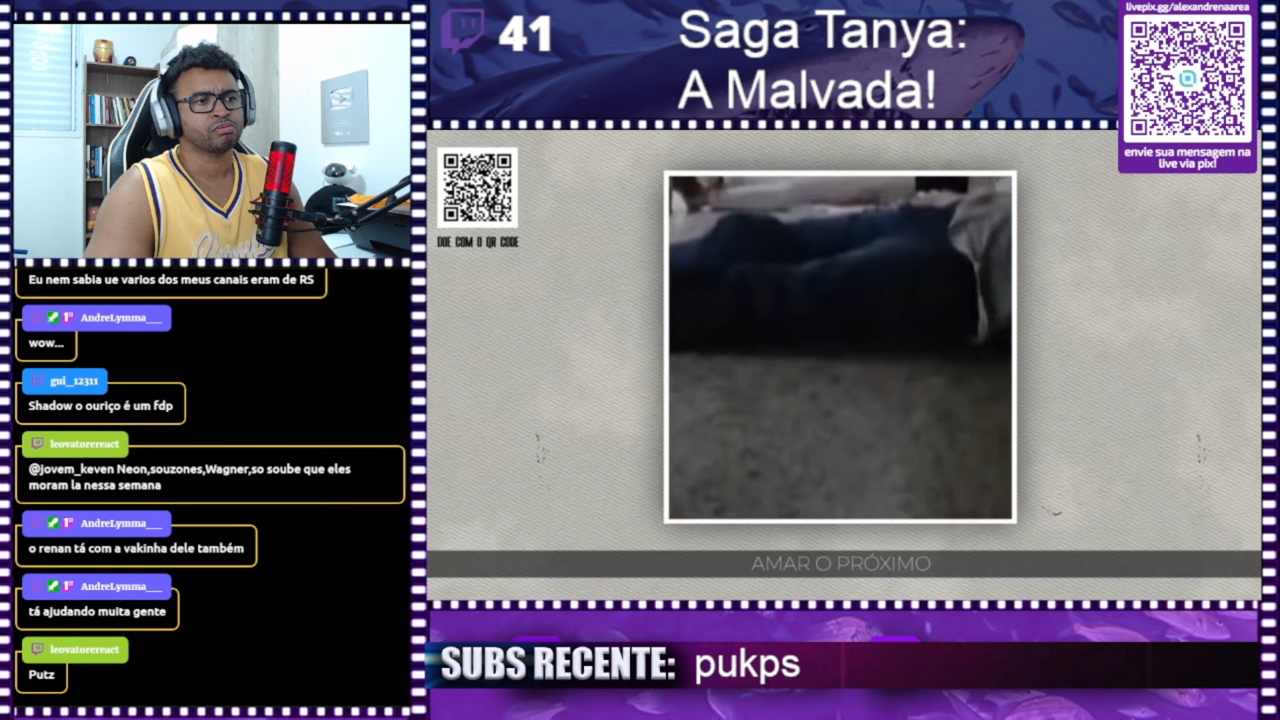 41
Saga Tanya:
A Malvada!
livepix.gg/alexandrenaarea
envie sua mensagem na
live via pix!
DOE COM O QR CODE
Eu nem sabia ue varios dos meus canais eram de RS
AndreLymma__
wow...
gui_12311
Shadow o ouriço é um fdp
leovatorereact
@jovem_keven Neon,souzones,Wagner,so soube que eles
moram la nessa semana
AndreLymma__
o renan tá com a vakinha dele também
AndreLymma__
tá ajudando muita gente
leovatorereact
Putz
AMAR O PRÓXIMO
SUBS RECENTE: pukps